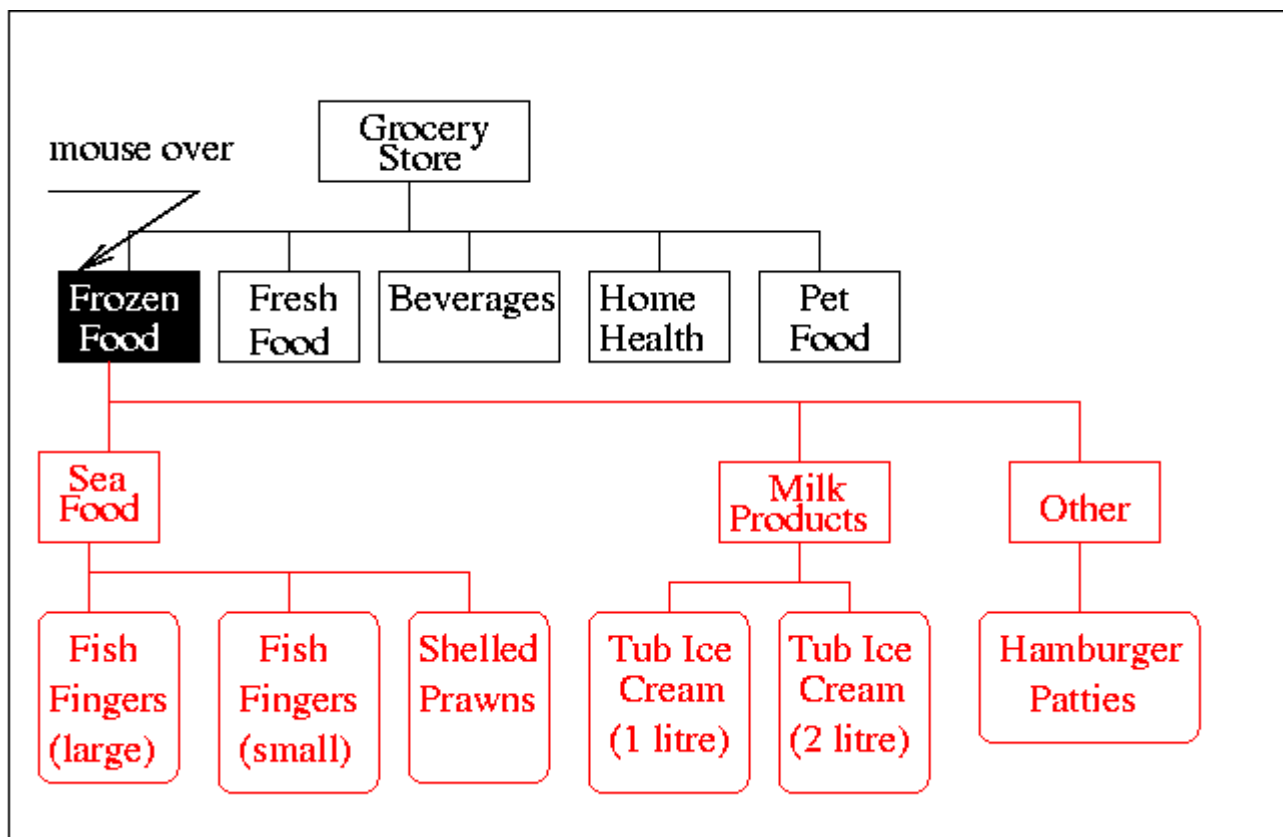 mouse over
Grocery
Store
Frozen
Food
Fresh
Food
Beverages
Home
Health
Pet
Food
Sea
Food
Milk
Products
Other
Fish
Fingers
(large)
Fish
Fingers
(small)
Shelled
Prawns
Tub Ice
Cream
(1 litre)
Tub Ice
Cream
(2 litre)
Hamburger
Patties